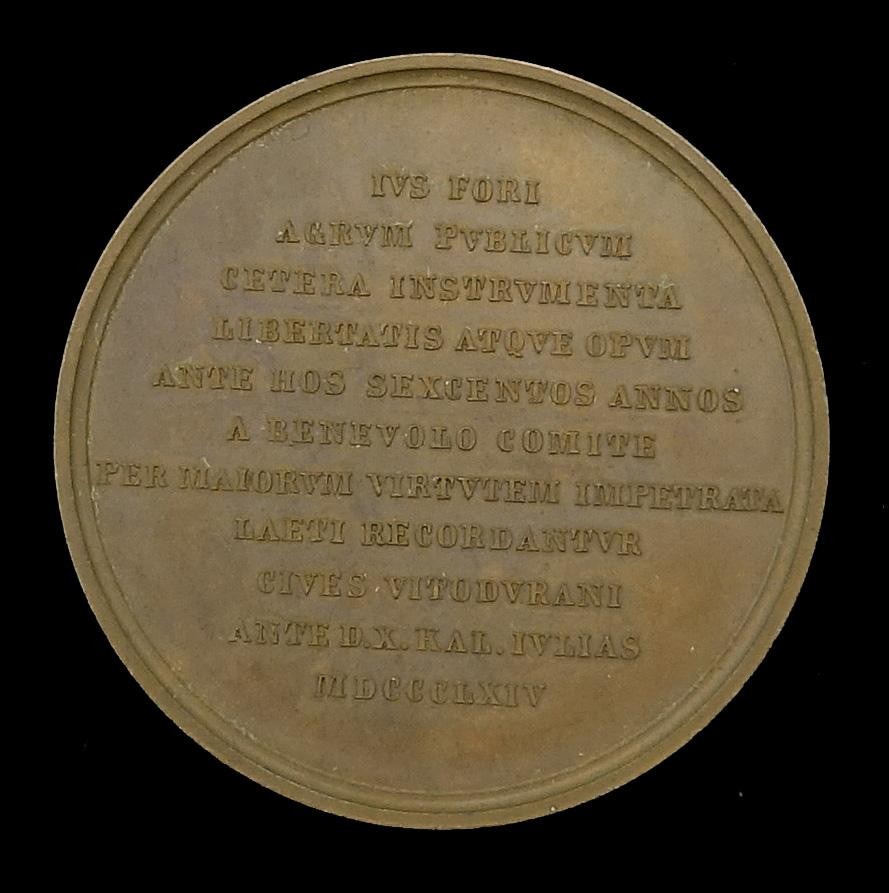 IVS FORI
AGRVM PVBLICVM
CETERA INSTRVMENTA
LIBERTATIS ATQVE OPVM
ANTE HOS SEXCENTOS ANNOS
A BENEVOLO COMITE
PER MAIORVM VIRTVTEM IMPETRATA
LAETI RECORDANTVR
CIVES VITODVRANI
ANTE D.X. KAL. IVLIAS
MDCCCLXIV